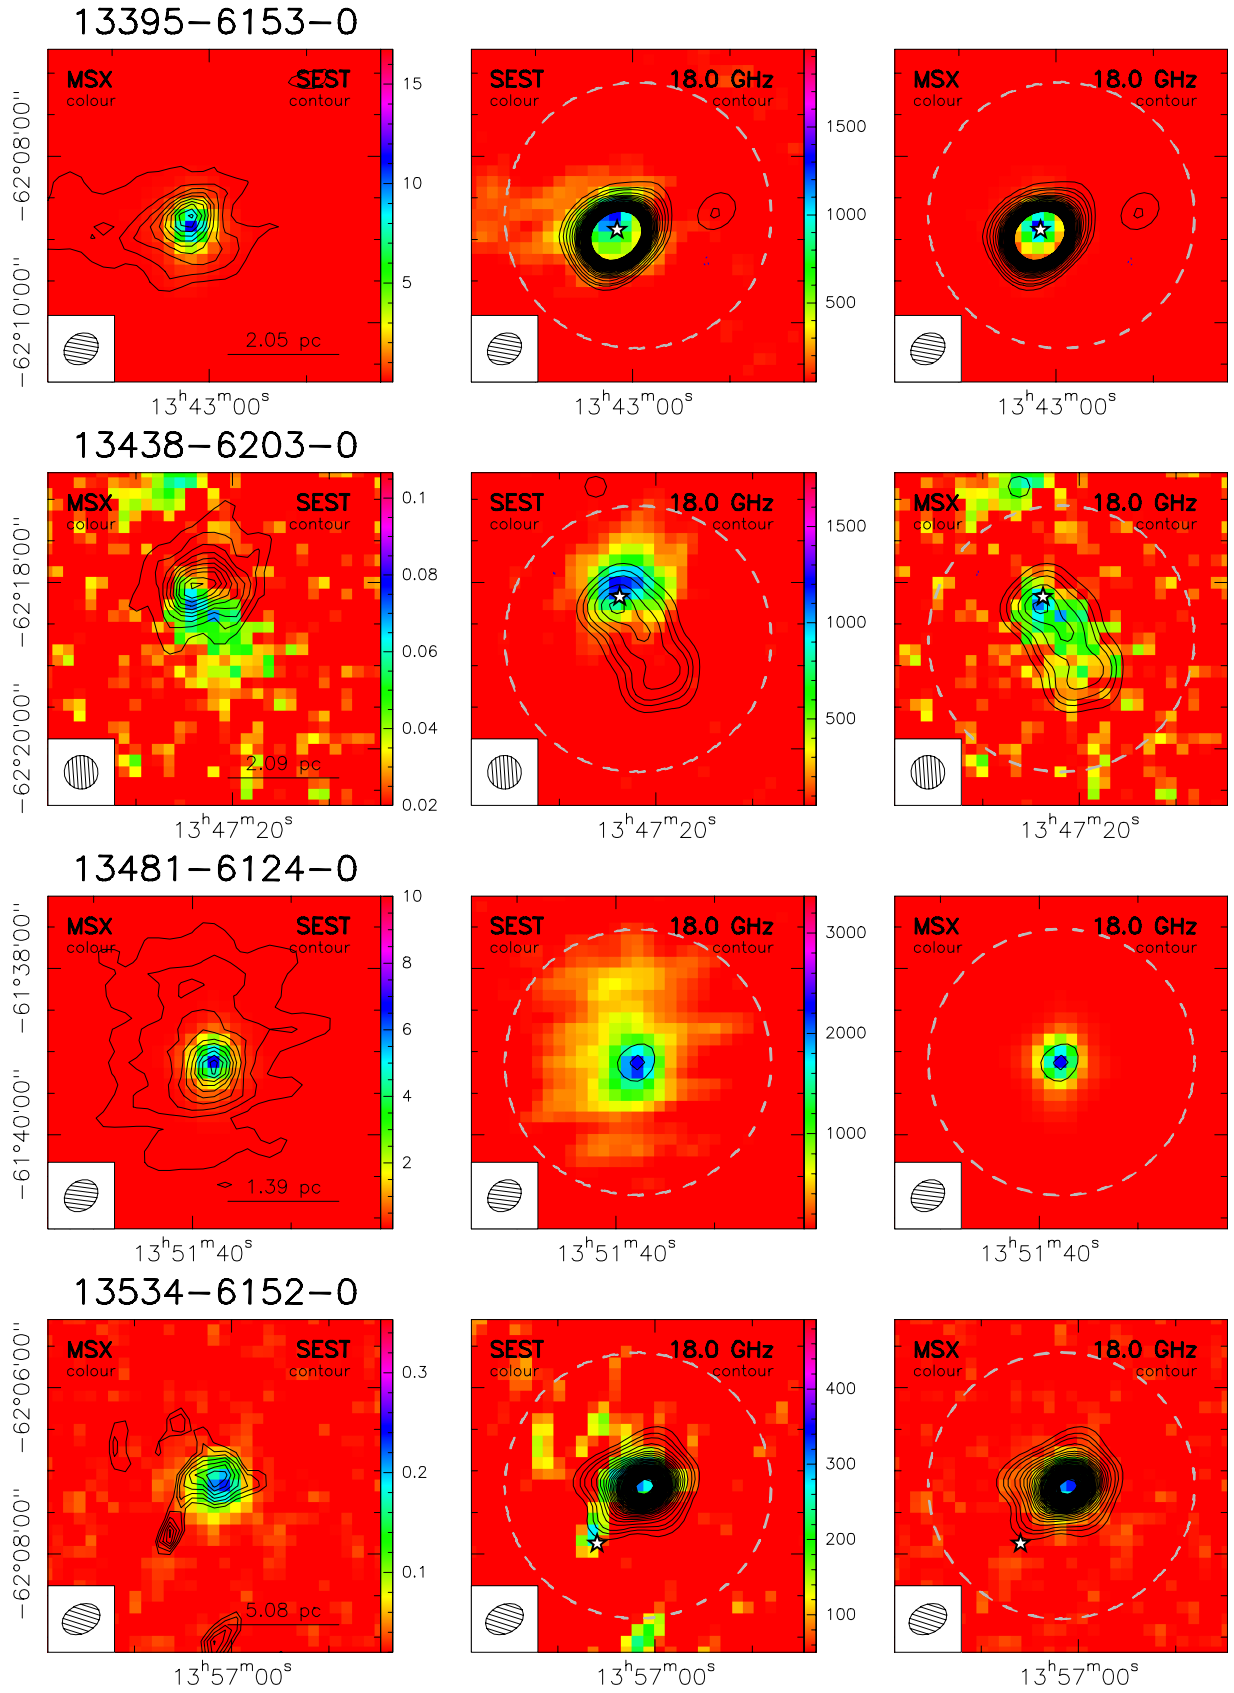 13395-6153-0
MSX SEST
colour contour
SEST 18.0 GHz
colour contour
MSX 18.0 GHz
colour contour
15
10
5
1500
1000
500
-62°08'00"
-62°10'00"
2.05 pc
13h43m00s
13h43m00s
13h43m00s
13438-6203-0
MSX SEST
colour contour
SEST 18.0 GHz
colour contour
MSX 18.0 GHz
colour contour
0.1
0.08
0.06
0.04
0.02
1500
1000
500
-62°18'00"
-62°20'00"
2.09 pc
13h47m20s
13h47m20s
13h47m20s
13481-6124-0
MSX SEST
colour contour
SEST 18.0 GHz
colour contour
MSX 18.0 GHz
colour contour
10
8
6
4
2
3000
2000
1000
-61°38'00"
-61°40'00"
1.39 pc
13h51m40s
13h51m40s
13h51m40s
13534-6152-0
MSX SEST
colour contour
SEST 18.0 GHz
colour contour
MSX 18.0 GHz
colour contour
0.3
0.2
0.1
400
300
200
100
-62°06'00"
-62°08'00"
5.08 pc
13h57m00s
13h57m00s
13h57m00s